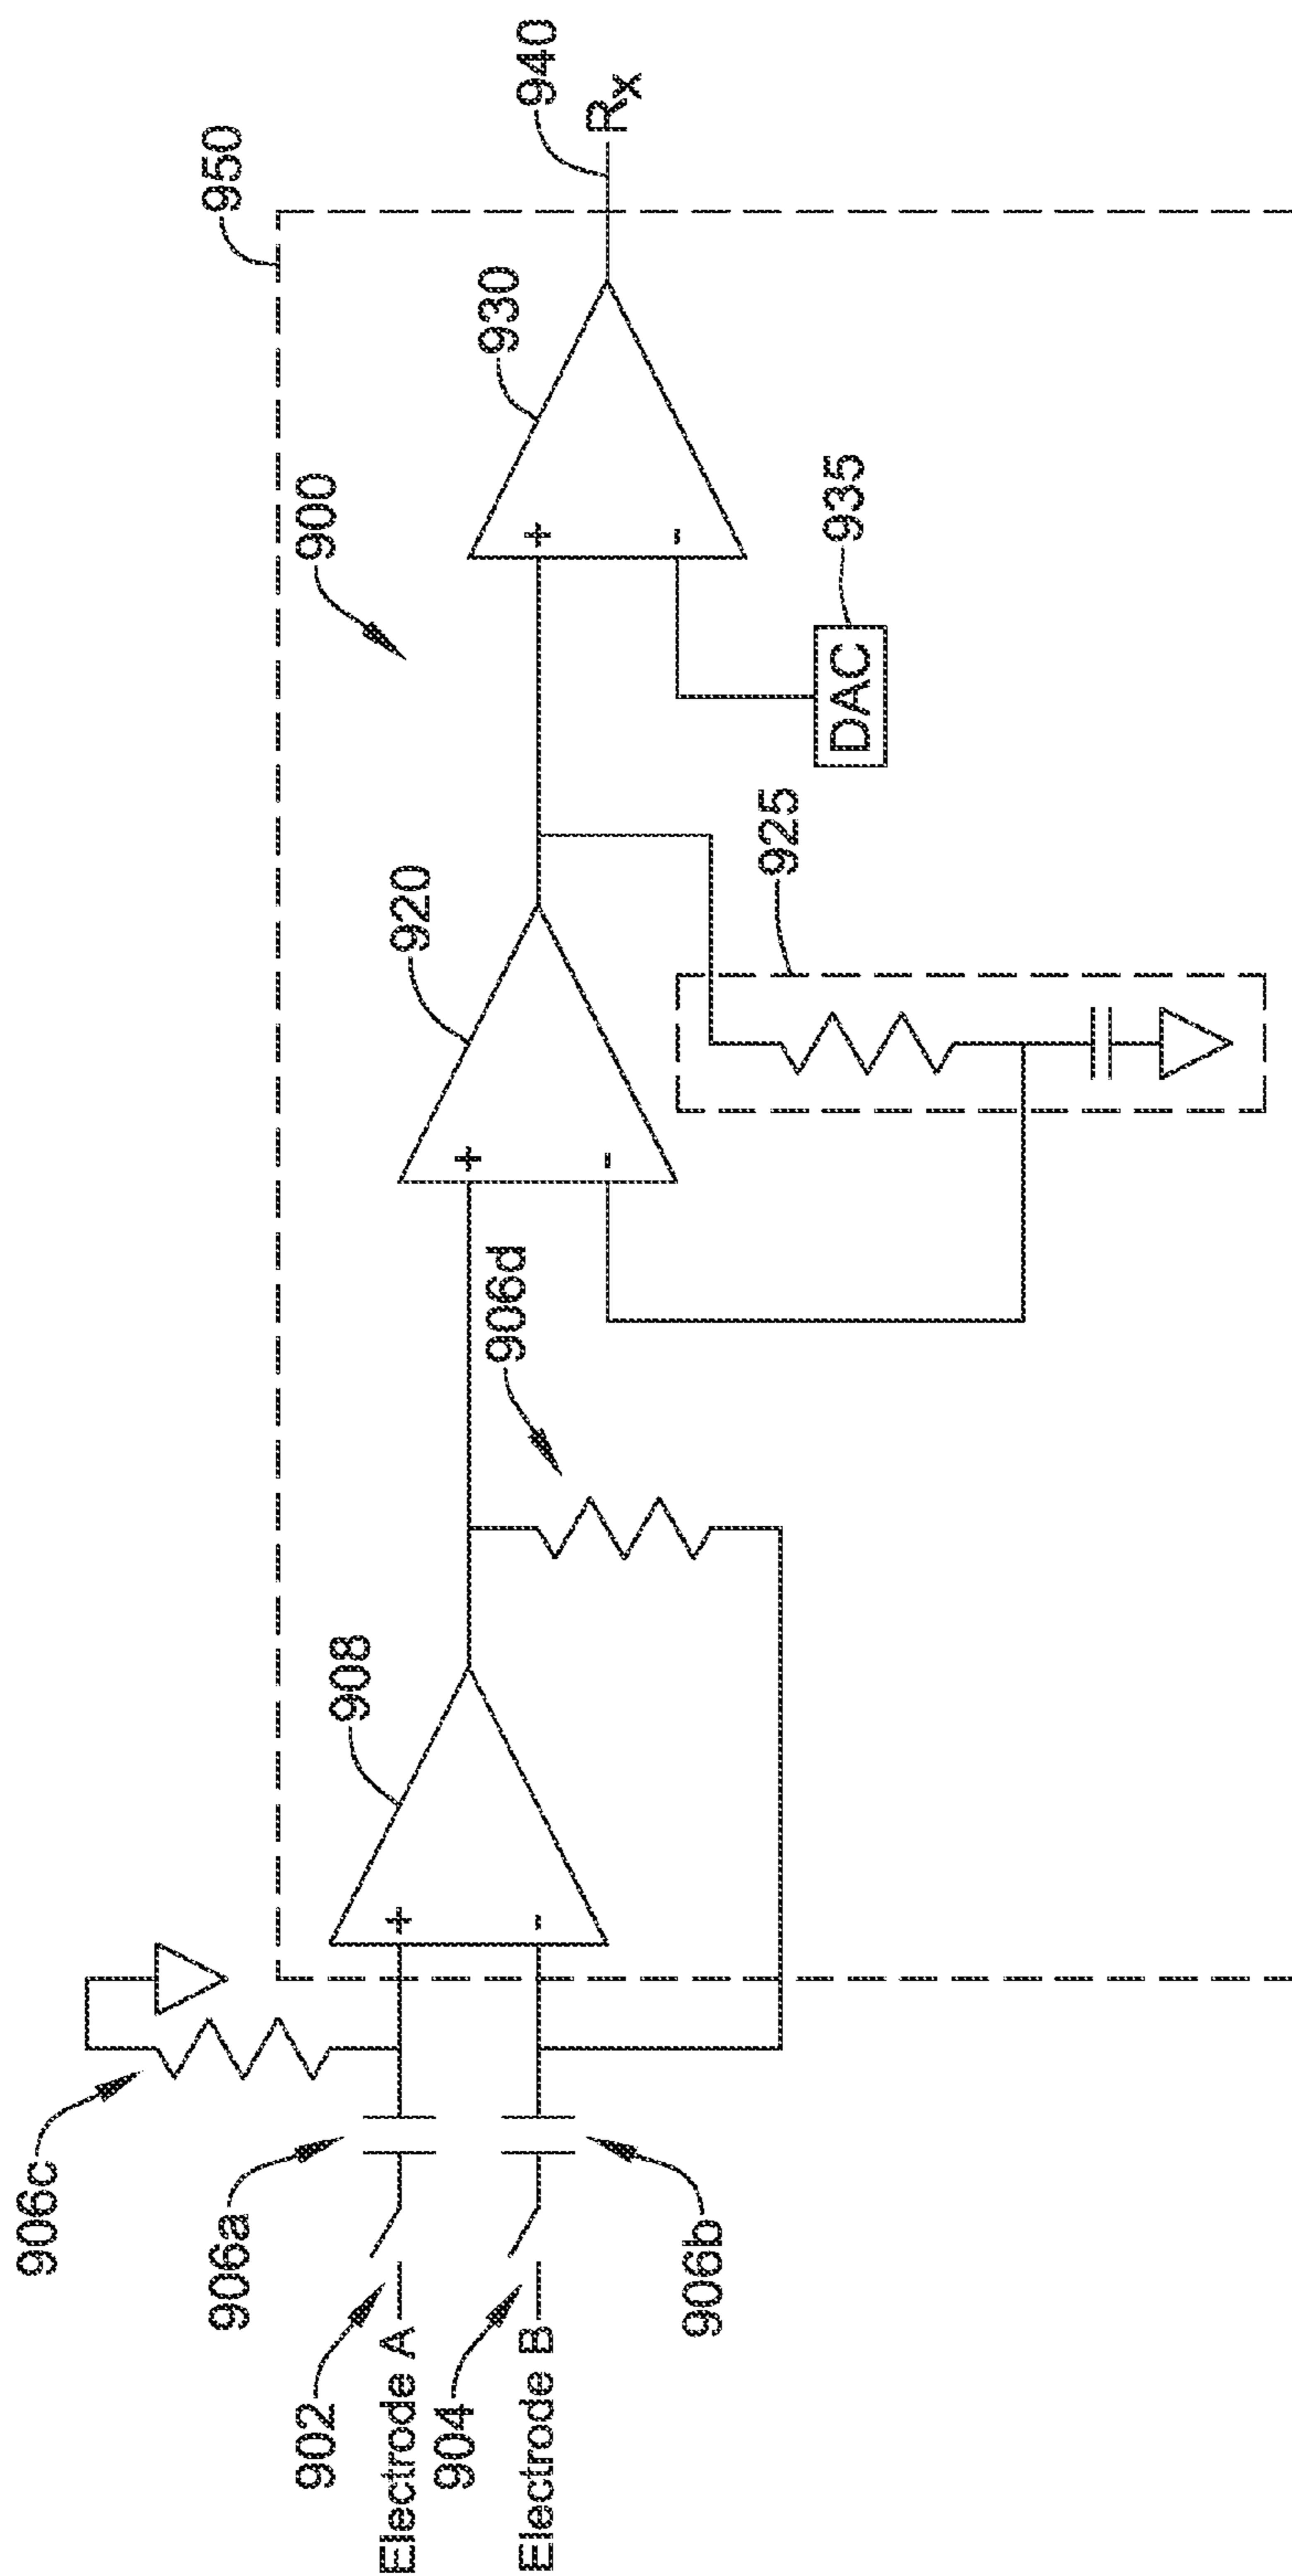 950
940
Rx
900
930
920
935
DAC
925
906d
908
906c
906a
902
Electrode A
904
Electrode B
906b
+
-
+
-
+
-